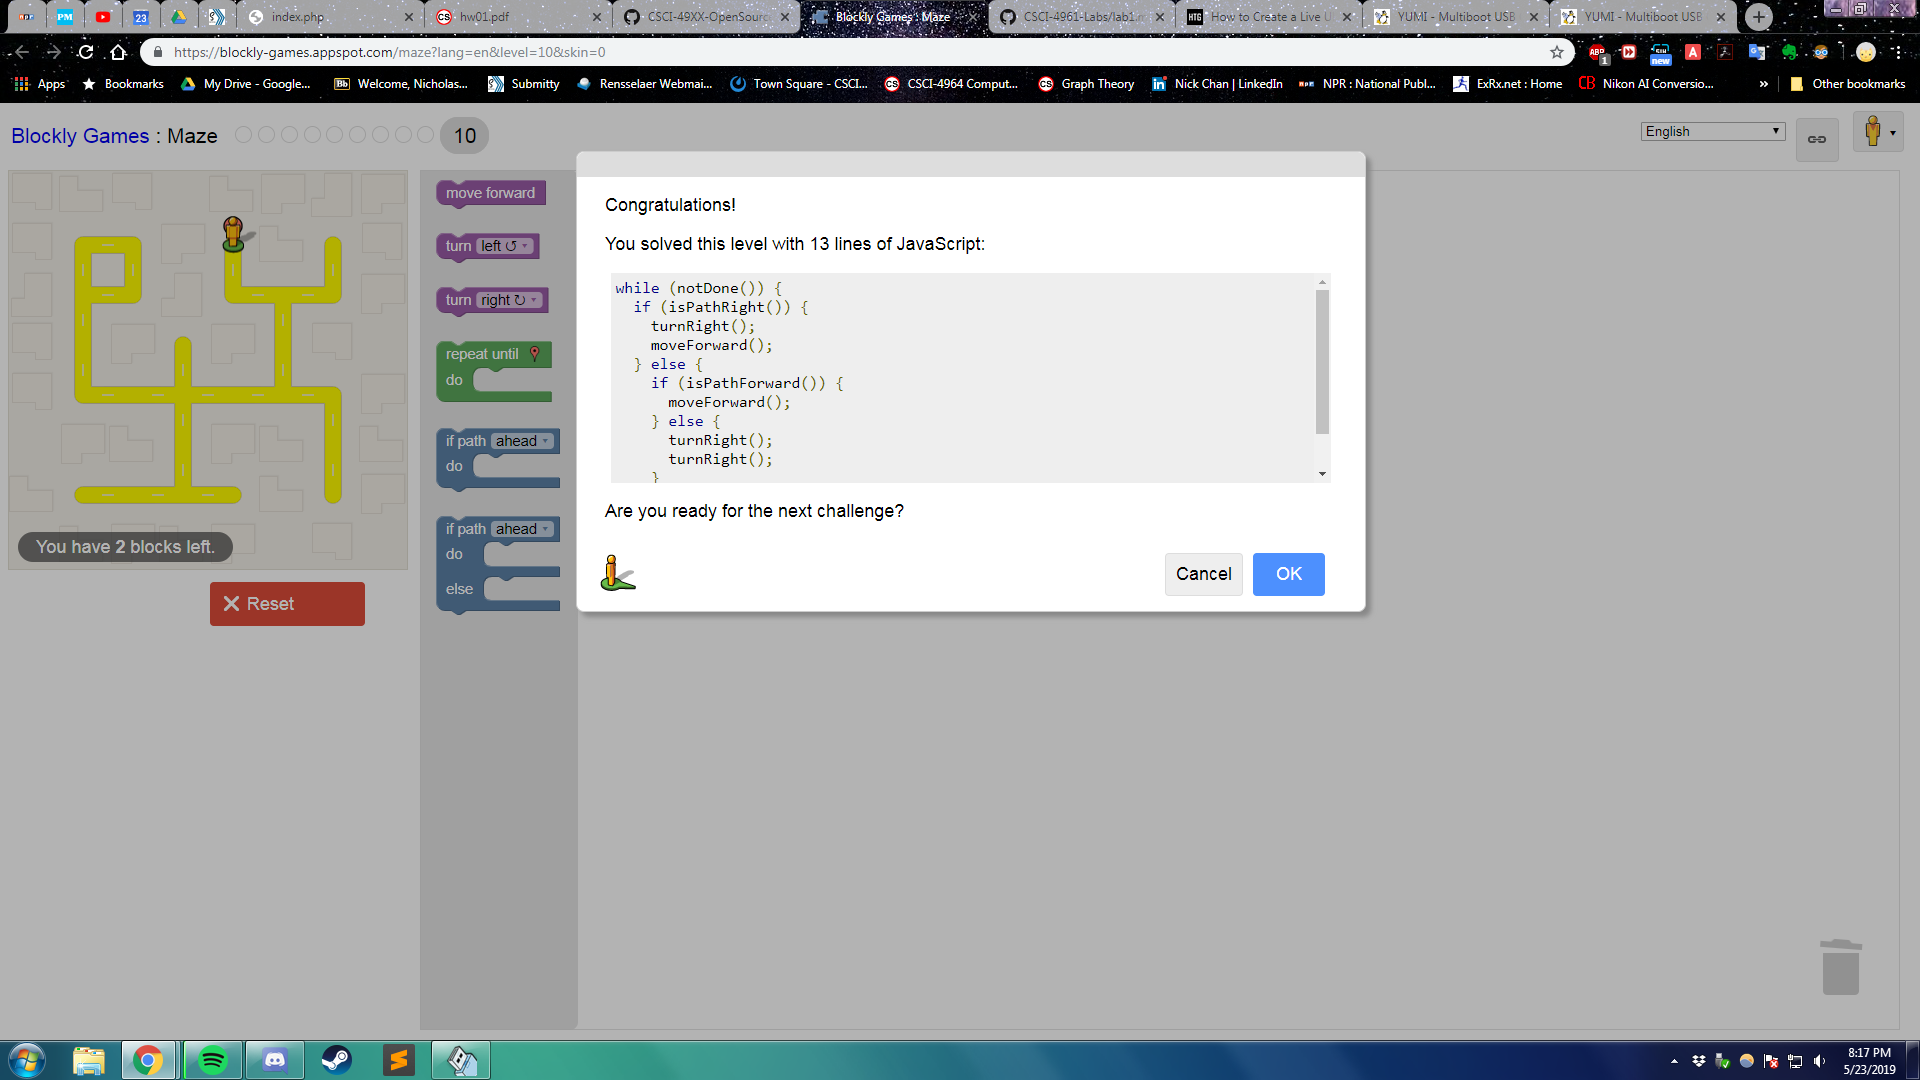 index.php
hw01.pdf
CSCI-49XX-OpenSourc
Blockly Games : Maze
CSCI-4961-Labs/lab1.m
How to Create a Live U
YUMI - Multiboot USB
YUMI - Multiboot USB
https://blockly-games.appspot.com/maze?lang=en&level=10&skin=0
Apps
Bookmarks
My Drive - Google...
Welcome, Nicholas...
Submitty
Rensselaer Webmai...
Town Square - CSCI...
CSCI-4964 Comput...
Graph Theory
Nick Chan | LinkedIn
NPR : National Publ...
ExRx.net : Home
Nikon AI Conversio...
»
Other bookmarks
Blockly Games : Maze
10
English
You have 2 blocks left.
Reset
move forward
turn left ↺
turn right ↻
repeat until
do
if path ahead
do
if path ahead
do
else
Congratulations!
You solved this level with 13 lines of JavaScript:
while (notDone()) {
if (isPathRight()) {
turnRight();
moveForward();
} else {
if (isPathForward()) {
moveForward();
} else {
turnRight();
turnRight();
}
Are you ready for the next challenge?
Cancel
OK
8:17 PM
5/23/2019